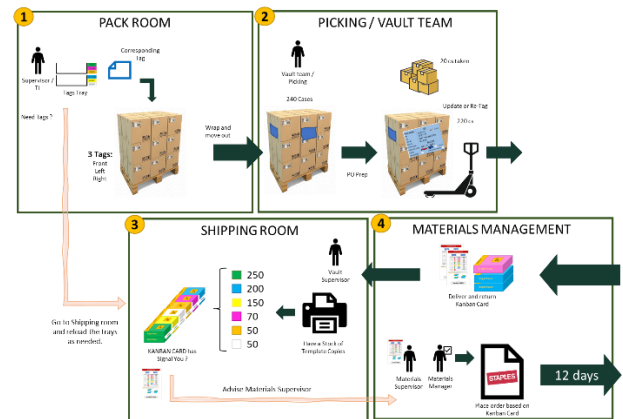 1
PACK ROOM
Supervisor /
TI
Tags Tray
Corresponding
Tag
Need Tags ?
3 Tags:
Front
Left
Right
Wrap and
move out
2
PICKING / VAULT TEAM
Vault team /
Picking
240 Cases
PO Prep
20 cs taken
Update or Re-Tag
220 cs
3
SHIPPING ROOM
250
200
150
70
50
50
KANBAN CARD has
Signal You !
Vault
Supervisor
Have a Stock of
Template Copies
Go to Shipping room
and reload the trays
as needed.
Advise Materials Supervisor
4
MATERIALS MANAGEMENT
Deliver and return
Kanban Card
Materials
Supervisor
Materials
Manager
STAPLES
Place order based on
Kanban Card
12 days